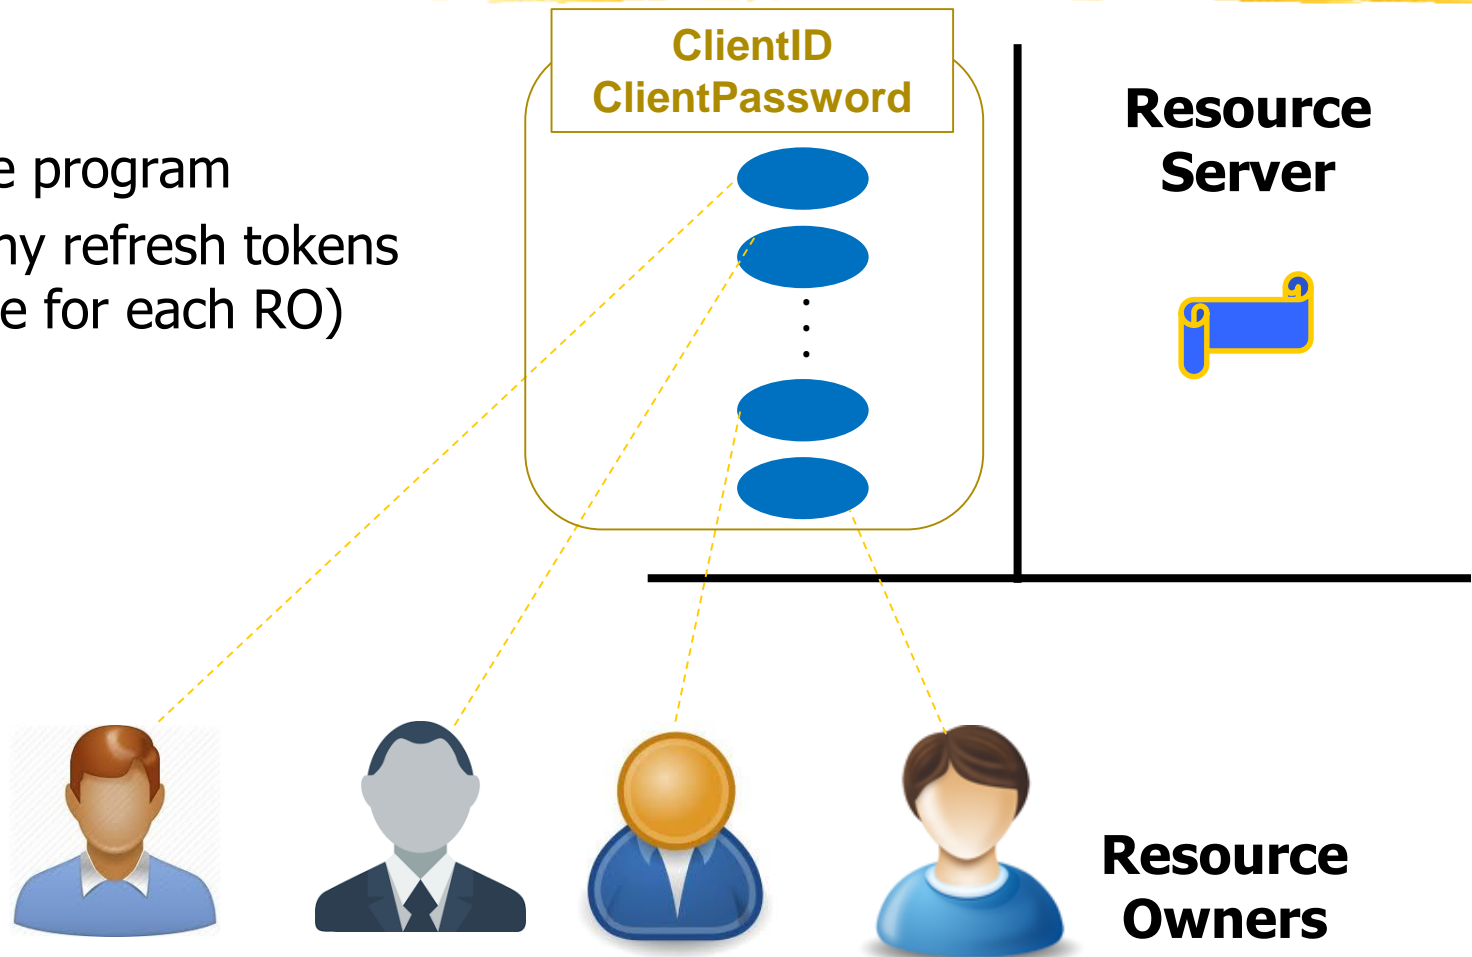 ClientID
ClientPassword
e program
ny refresh tokens
e for each RO)
Resource
Server
Resource
Owners